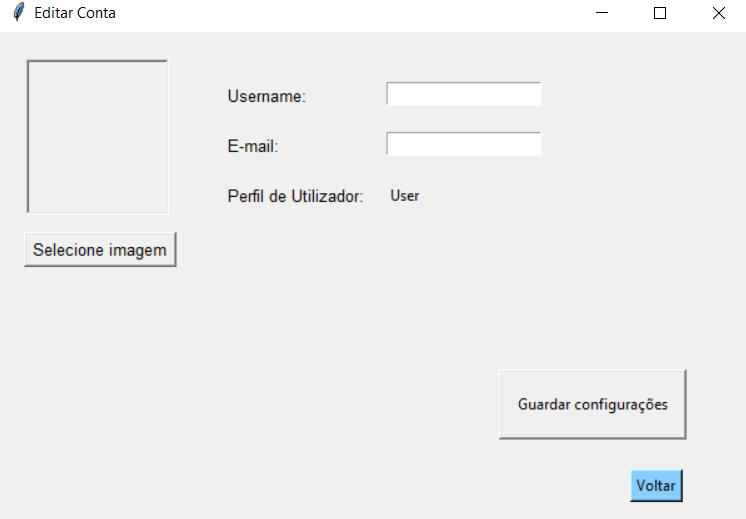 Editar Conta
Username:
E-mail:
Perfil de Utilizador: User
Selecione imagem
Guardar configurações
Voltar